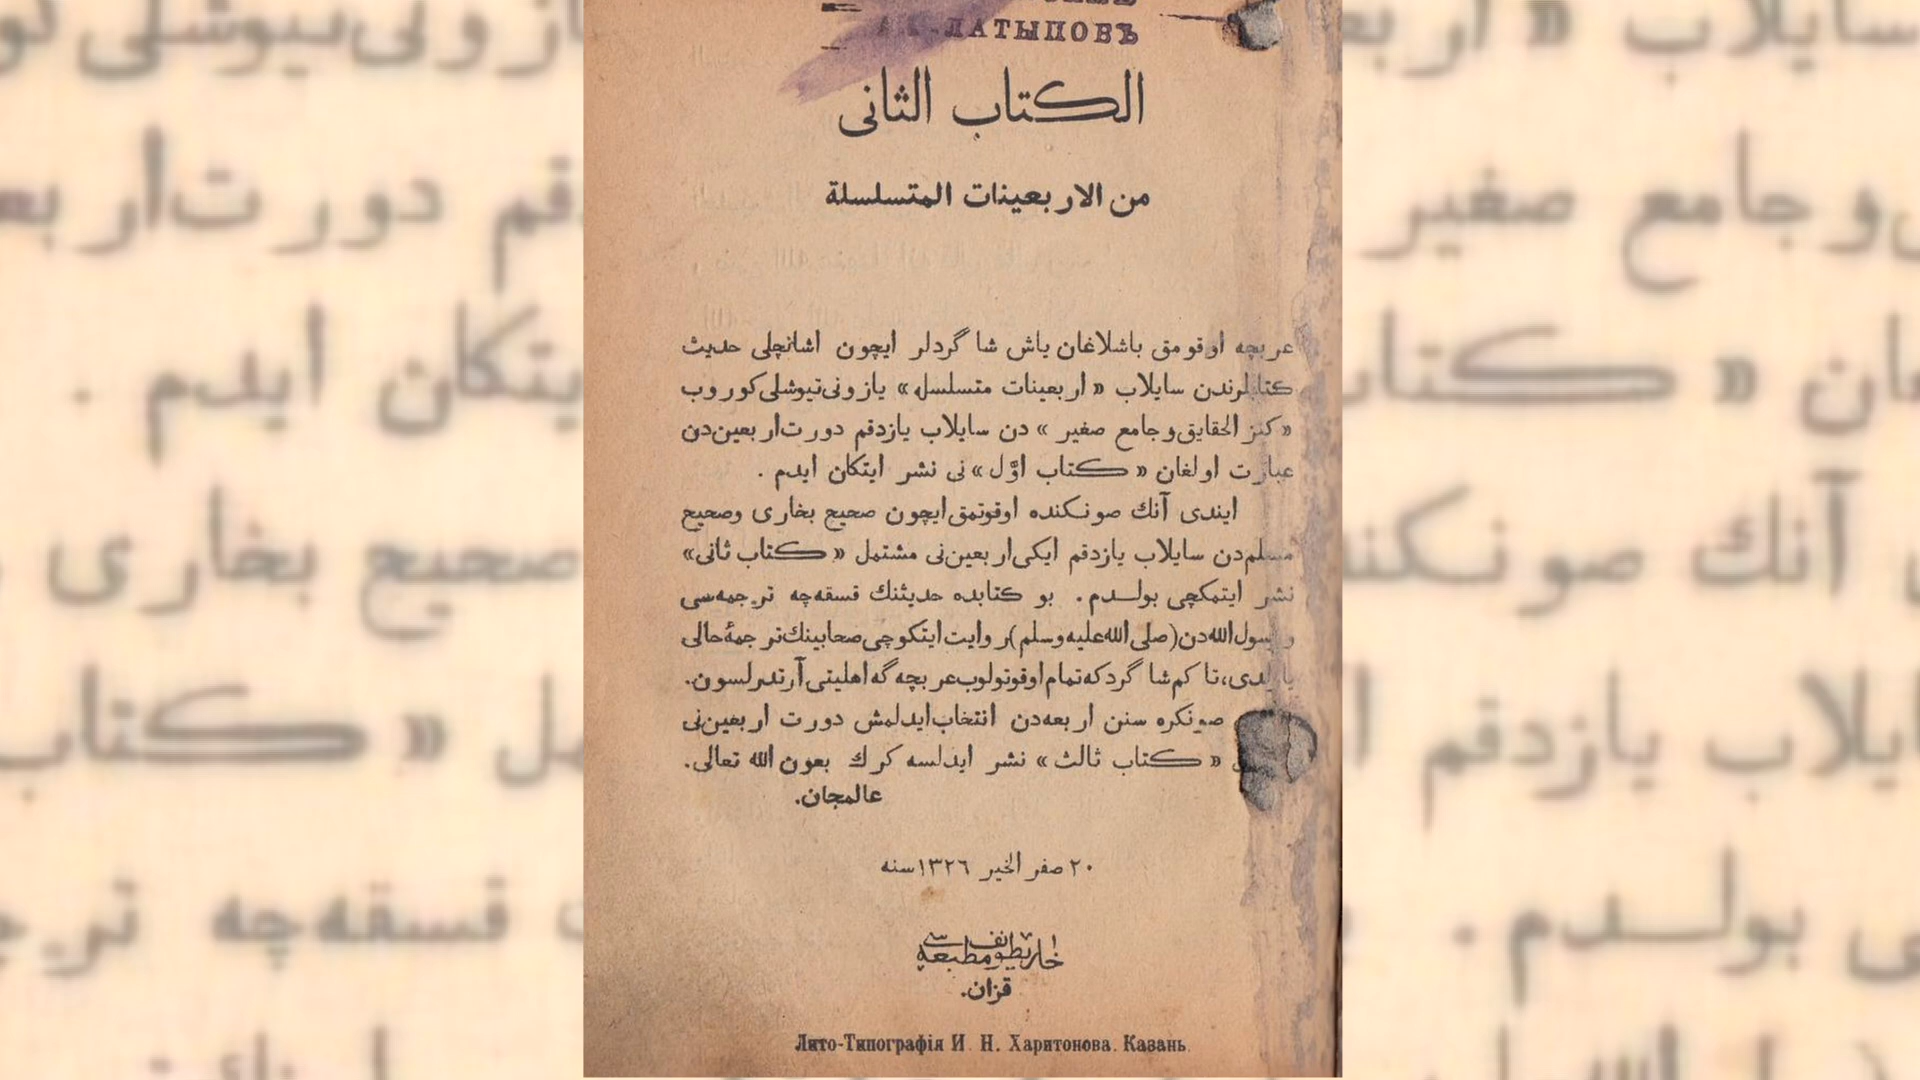 ЛАТЫПОВЪ
الكتاب الثانى
من الاربعينات المتسلسلة
عربچه اوقومق باشلاغان ياش شاگردلر ايچون اشانچلى حديث
كتابلرندن سايلاب «اربعينات متسلسله» يازونى تيوشلى كوروب
«كنز الحقايق وجامع صغير» دن سايلاب يازدقم دورت اربعين دن
عبارت اولغان «كتاب اوّل» نى نشر ايتكان ايدم .
ايندى آنك صونكنده اوقوتمق ايچون صحيح بخارى وصحيح
مسلم دن سايلاب يازدقم ايكى اربعين نى مشتمل «كتاب ثانى»
نشر ايتمكچى بولدم . بو كتابده حديثنك قسقه چه ترجمه سى
و رسول الله دن (صلى الله عليه وسلم) روايت ايتكوچى صحابينك ترجمۀ حالى
يازلدى، تا كم شاگردكه تمام اوقوتولوب عربچه گه اهليتى آرتدرلسون.
صونكره سنن اربعه دن انتخاب ايدلمش دورت اربعين نى
«كتاب ثالث» نشر ايدلسه كرك بعون الله تعالى.
عالمجان.
٢٠ صفر الخير ١٣٢٦ سنه
خاريطونف مطبعه سى
قزان.
Лито-Типографія И. Н. Харитонова. Казань.